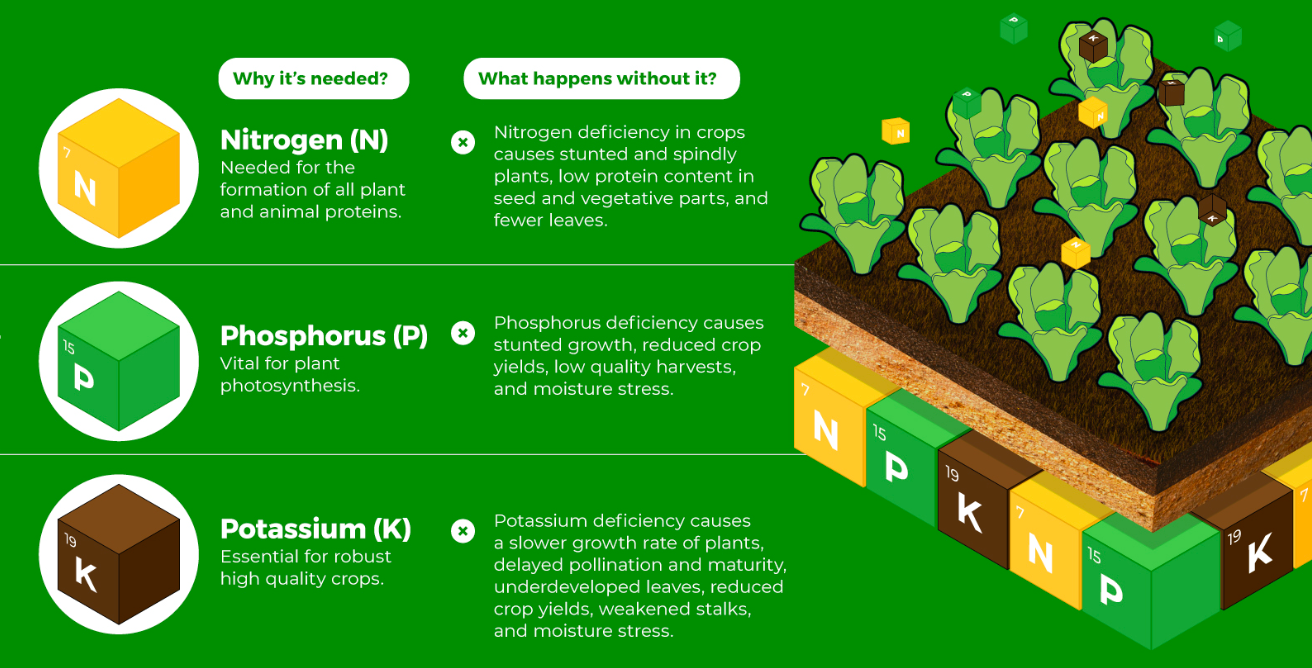 Why it's needed?
What happens without it?
7
N
Nitrogen (N)
Needed for the
formation of all plant
and animal proteins.
Nitrogen deficiency in crops
causes stunted and spindly
plants, low protein content in
seed and vegetative parts, and
fewer leaves.
15
P
Phosphorus (P)
Vital for plant
photosynthesis.
Phosphorus deficiency causes
stunted growth, reduced crop
yields, low quality harvests,
and moisture stress.
19
K
Potassium (K)
Essential for robust
high quality crops.
Potassium deficiency causes
a slower growth rate of plants,
delayed pollination and maturity,
underdeveloped leaves, reduced
crop yields, weakened stalks,
and moisture stress.
P
P
K
K
P
N
N
K
N
7
N
15
P
19
K
7
N
15
P
19
K
7